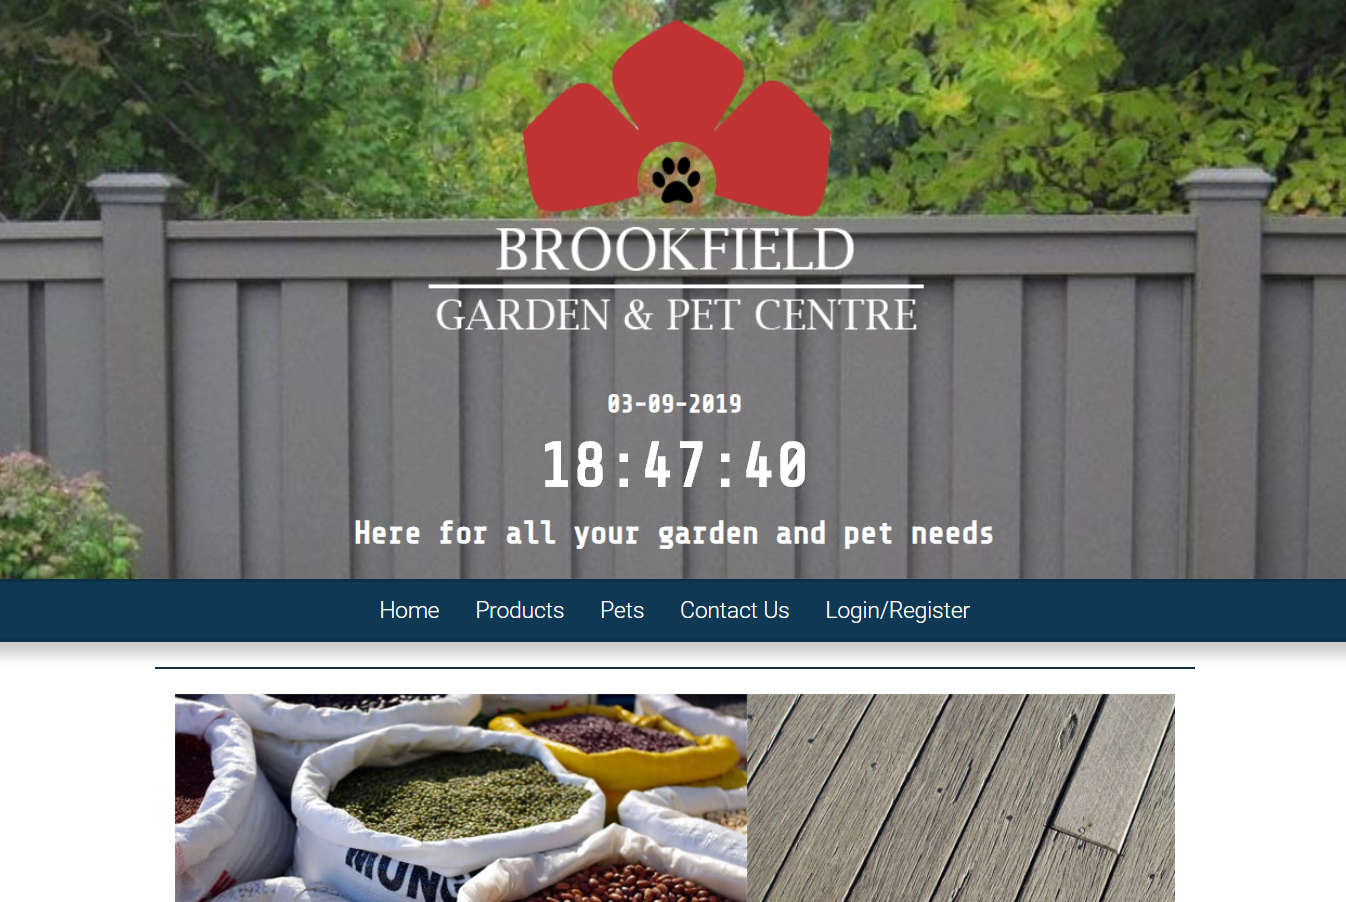 BROOKFIELD
GARDEN & PET CENTRE
03-09-2019
18:47:40
Here for all your garden and pet needs
Home Products Pets Contact Us Login/Register
MUNG